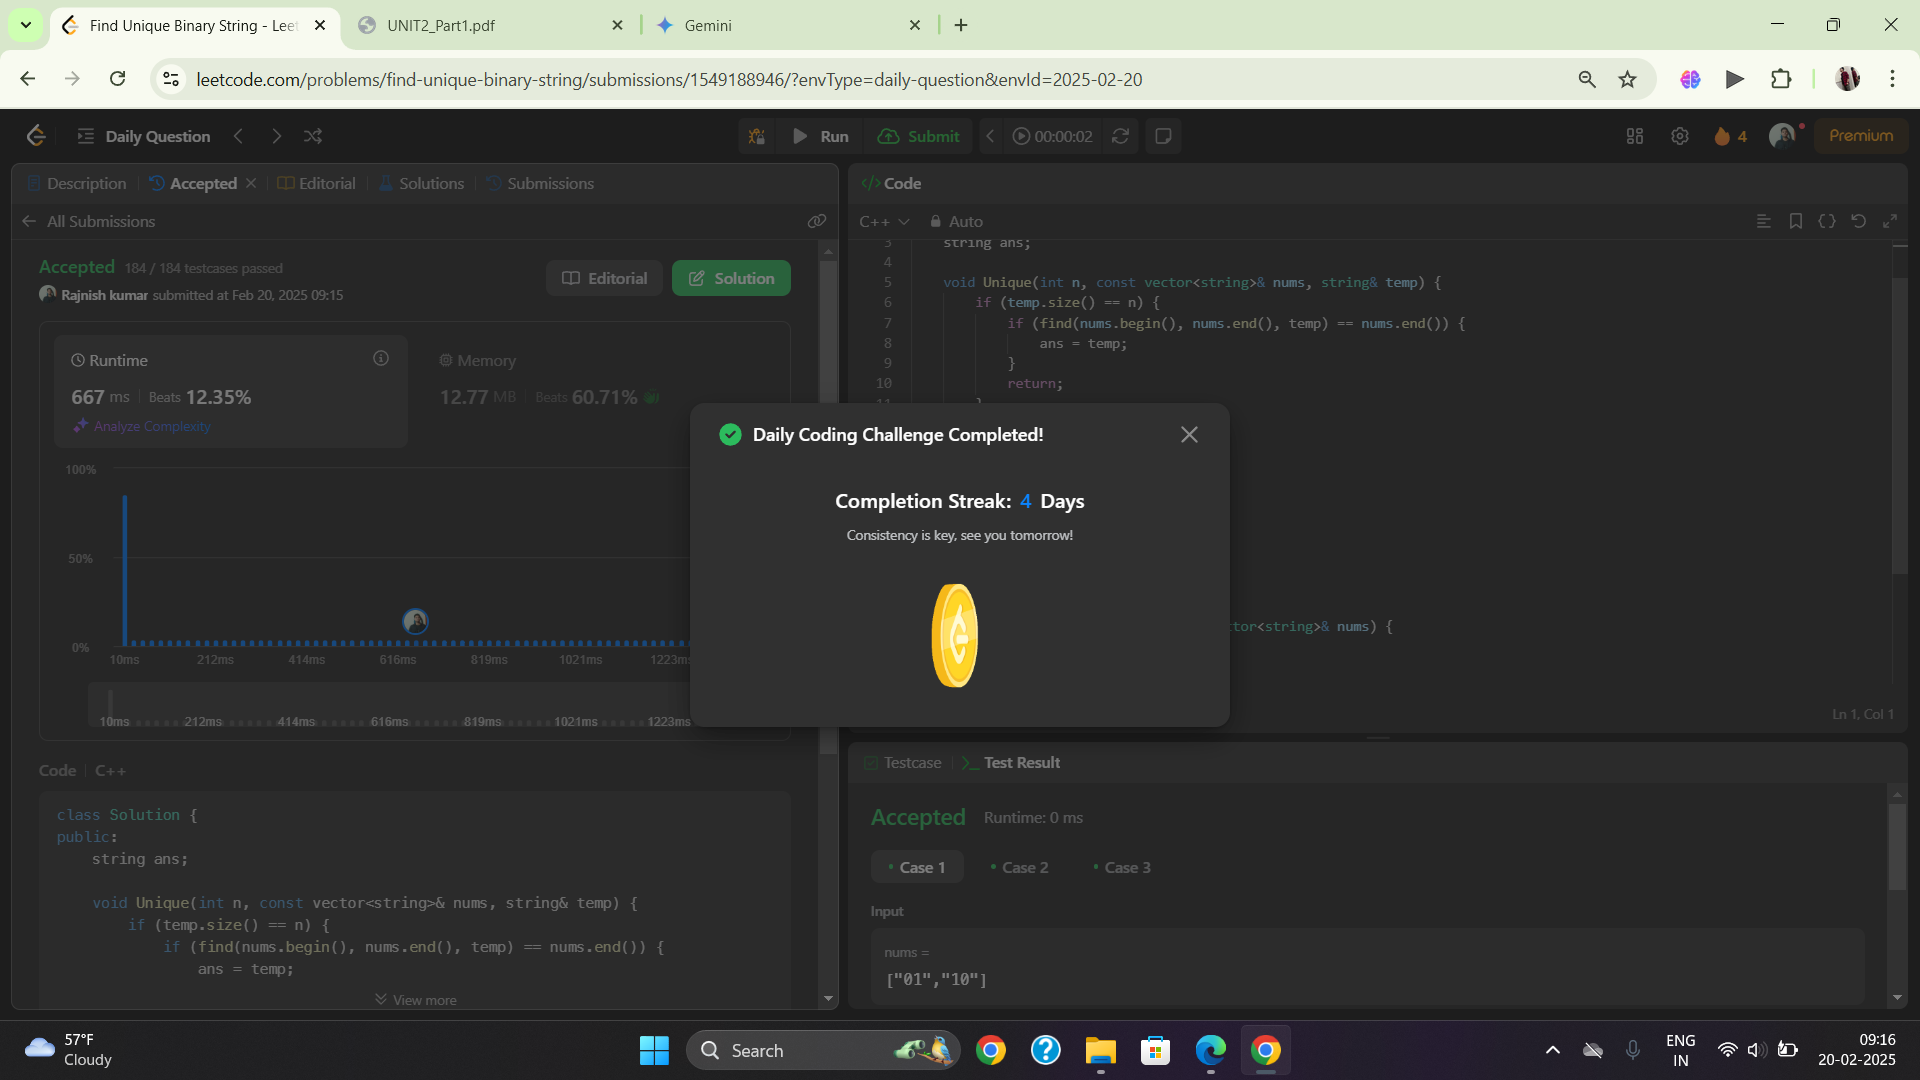 Find Unique Binary String - Leet
UNIT2_Part1.pdf
Gemini
leetcode.com/problems/find-unique-binary-string/submissions/1549188946/?envType=daily-question&envId=2025-02-20
Daily Question
Run
Submit
00:00:02
4
Premium
Description
Accepted
Editorial
Solutions
Submissions
All Submissions
Accepted 184 / 184 testcases passed
Rajnish kumar submitted at Feb 20, 2025 09:15
Editorial
Solution
Runtime
667 ms Beats 12.35%
Analyze Complexity
Memory
12.77 MB Beats 60.71%
100%
50%
0%
10ms 212ms 414ms 616ms 819ms 1021ms 1223ms
10ms 212ms 414ms 616ms 819ms 1021ms 1223ms
Code C++
class Solution {
public:
    string ans;
    void Unique(int n, const vector<string>& nums, string& temp) {
        if (temp.size() == n) {
            if (find(nums.begin(), nums.end(), temp) == nums.end()) {
                ans = temp;
View more
</> Code
C++ Auto
3 string ans;
4
5 void Unique(int n, const vector<string>& nums, string& temp) {
6 if (temp.size() == n) {
7 if (find(nums.begin(), nums.end(), temp) == nums.end()) {
8 ans = temp;
9 }
10 return;
11 }
tor<string>& nums) {
Ln 1, Col 1
Daily Coding Challenge Completed!
Completion Streak: 4 Days
Consistency is key, see you tomorrow!
Testcase
Test Result
Accepted Runtime: 0 ms
Case 1 Case 2 Case 3
Input
nums =
["01","10"]
57°F
Cloudy
Search
ENG
IN
09:16
20-02-2025